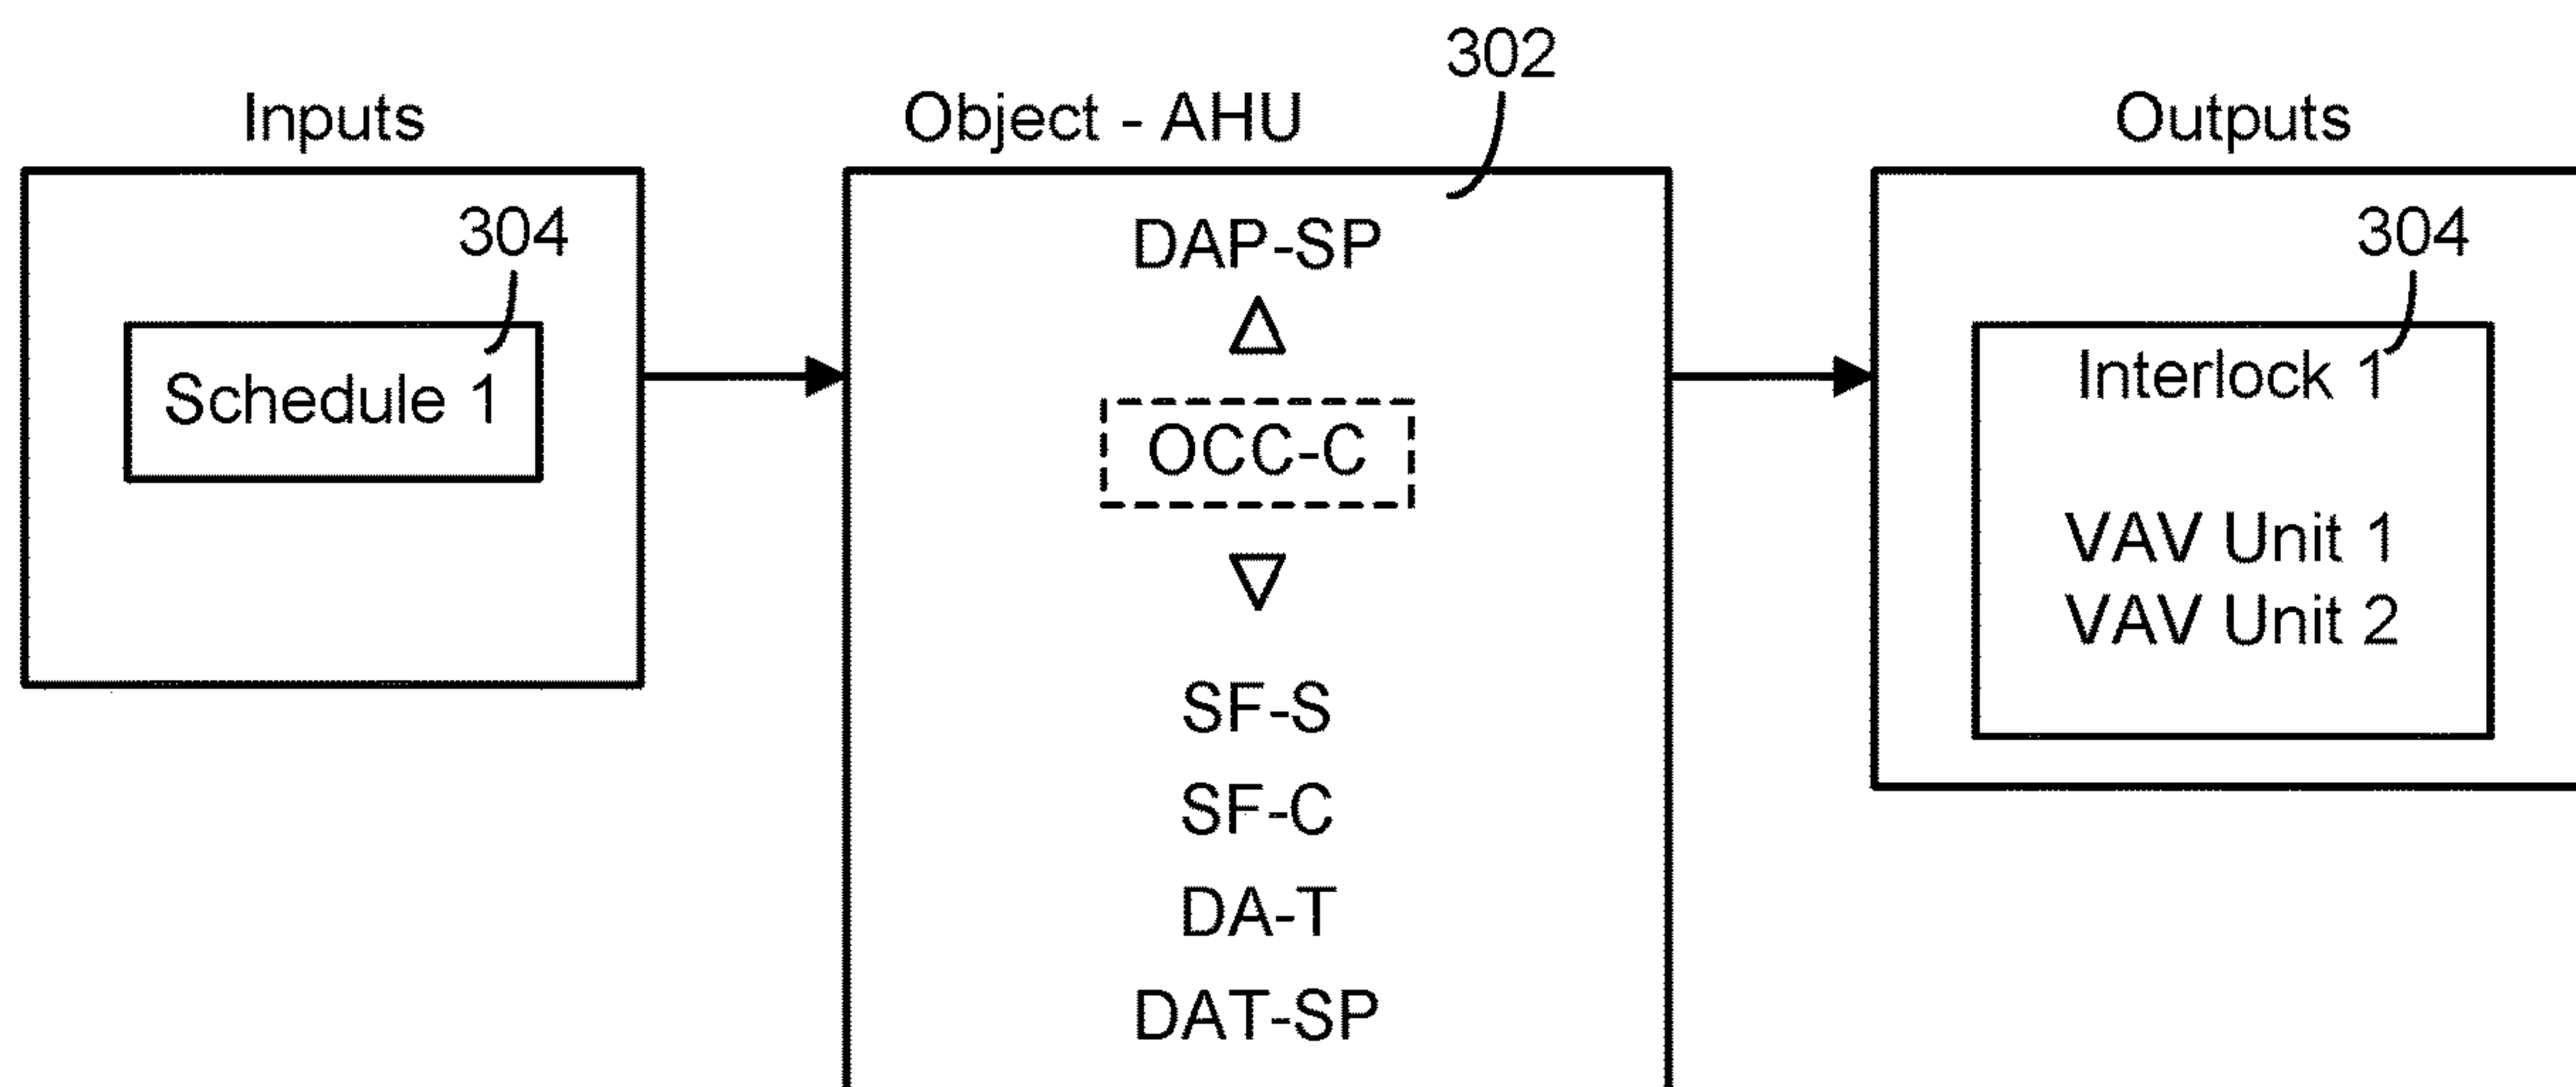 302
Inputs
Object - AHU
Outputs
304
Schedule 1
DAP-SP
OCC-C
SF-S
SF-C
DA-T
DAT-SP
304
Interlock 1
VAV Unit 1
VAV Unit 2